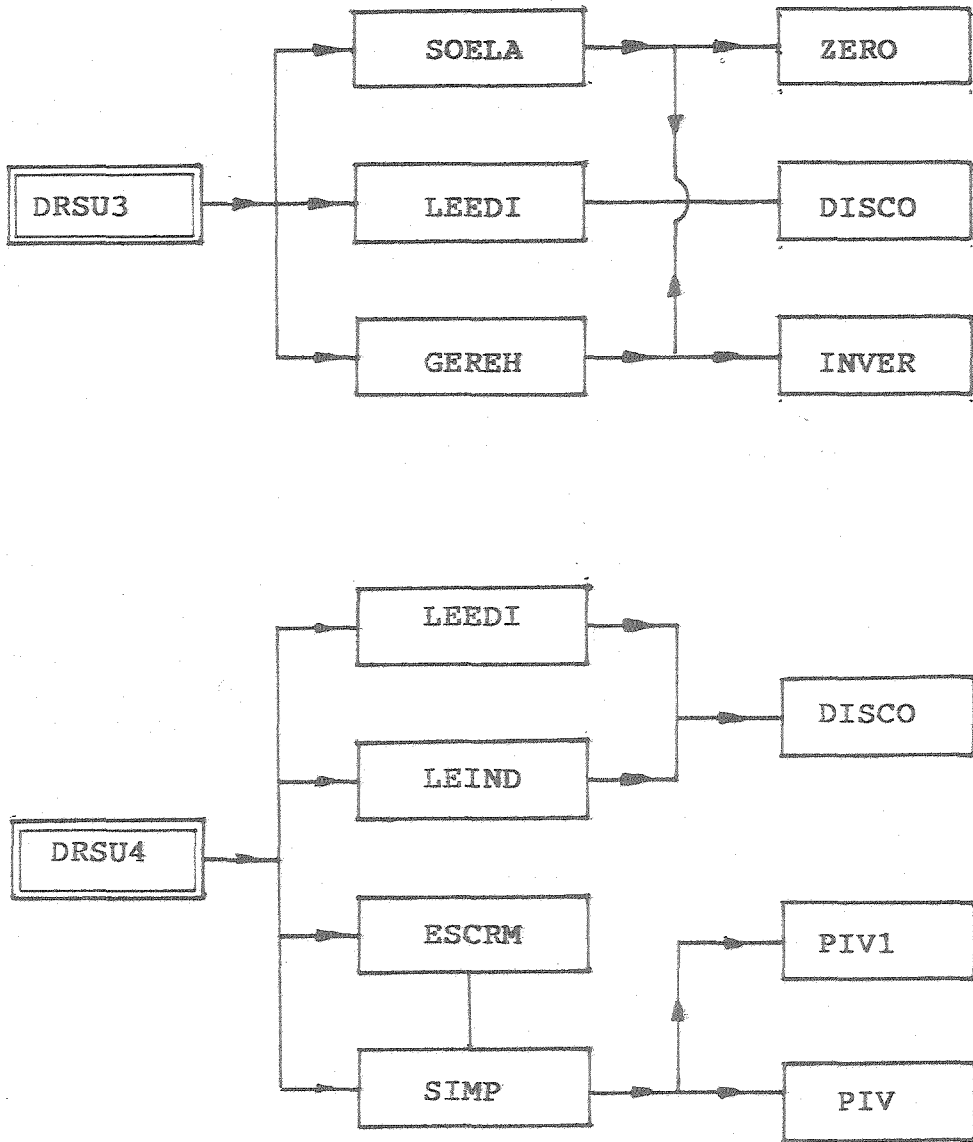 SOELA
ZERO
DRSU3
LEEDI
DISCO
GEREH
INVER
LEEDI
DISCO
LEIND
DRSU4
ESCRM
PIV1
SIMP
PIV